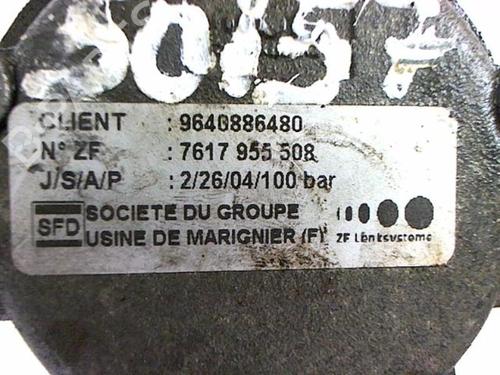 30157
CLIENT : 9640886480
N° ZF : 7617 955 508
J/S/A/P : 2/26/04/100 bar
SFD SOCIETE DU GROUPE
USINE DE MARIGNIER (F) ZF Lenksysteme